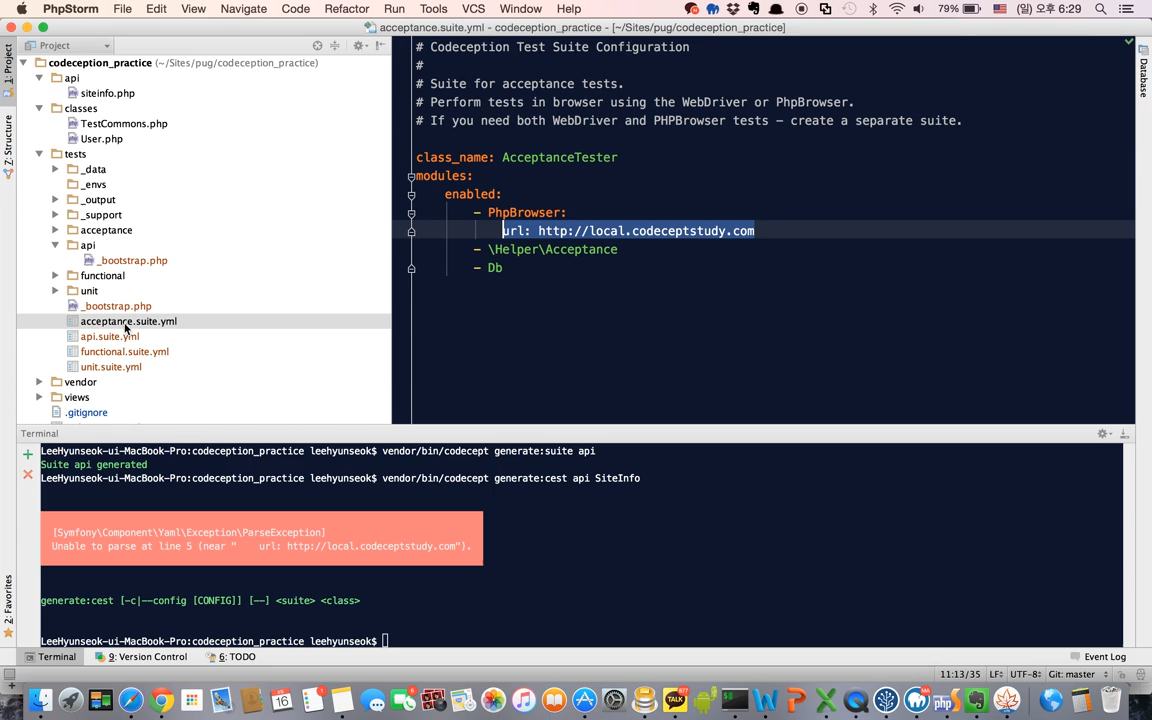 PhpStorm File Edit View Navigate Code Refactor Run Tools VCS Window Help 79% (일) 오후 6:29
acceptance.suite.yml - codeception_practice - [~/Sites/pug/codeception_practice]
Project
1: Project
Z: Structure
2: Favorites
Database
codeception_practice (~/Sites/pug/codeception_practice)
api
siteinfo.php
classes
TestCommons.php
User.php
tests
_data
_envs
_output
_support
acceptance
api
_bootstrap.php
functional
unit
_bootstrap.php
acceptance.suite.yml
api.suite.yml
functional.suite.yml
unit.suite.yml
vendor
views
.gitignore
# Codeception Test Suite Configuration
#
# Suite for acceptance tests.
# Perform tests in browser using the WebDriver or PhpBrowser.
# If you need both WebDriver and PHPBrowser tests - create a separate suite.
class_name: AcceptanceTester
modules:
enabled:
- PhpBrowser:
url: http://local.codeceptstudy.com
- \Helper\Acceptance
- Db
Terminal
LeeHyunseok-ui-MacBook-Pro:codeception_practice leehyunseok$ vendor/bin/codecept generate:suite api
Suite api generated
LeeHyunseok-ui-MacBook-Pro:codeception_practice leehyunseok$ vendor/bin/codecept generate:cest api SiteInfo
[Symfony\Component\Yaml\Exception\ParseException]
Unable to parse at line 5 (near "    url: http://local.codeceptstudy.com").
generate:cest [-c|--config [CONFIG]] [--] <suite> <class>
LeeHyunseok-ui-MacBook-Pro:codeception_practice leehyunseok$
Terminal 9: Version Control 6: TODO Event Log
11:13/35 LF÷ UTF-8÷ Git: master ÷